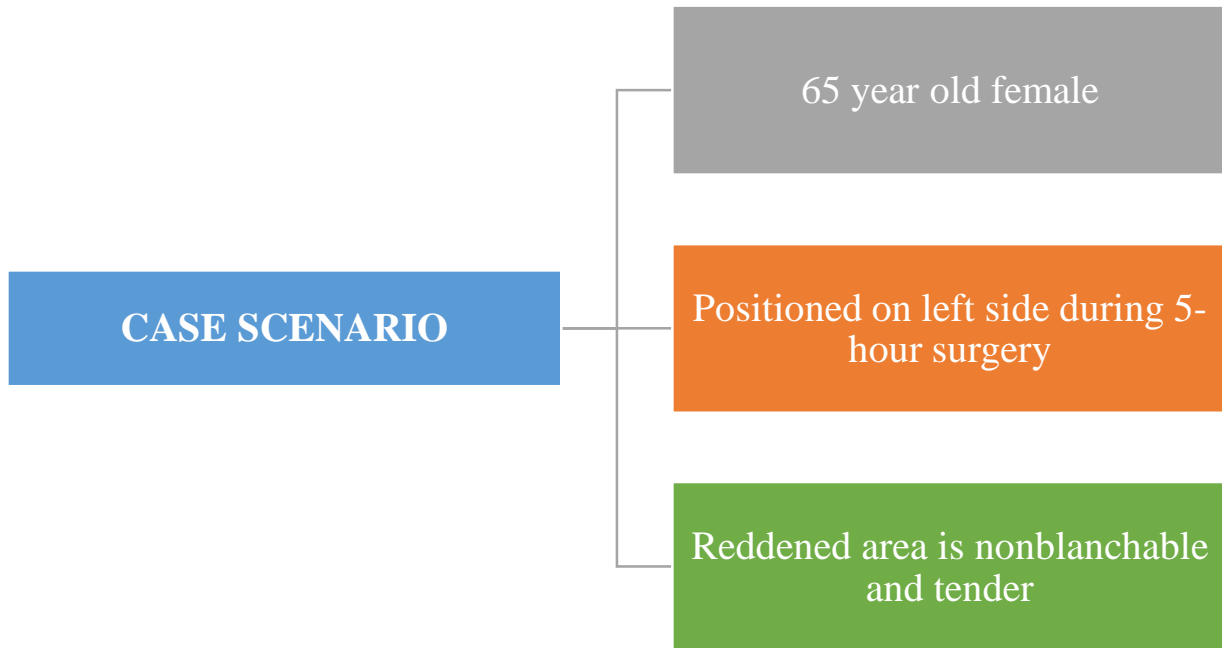 CASE SCENARIO
65 year old female
Positioned on left side during 5-
hour surgery
Reddened area is nonblanchable
and tender